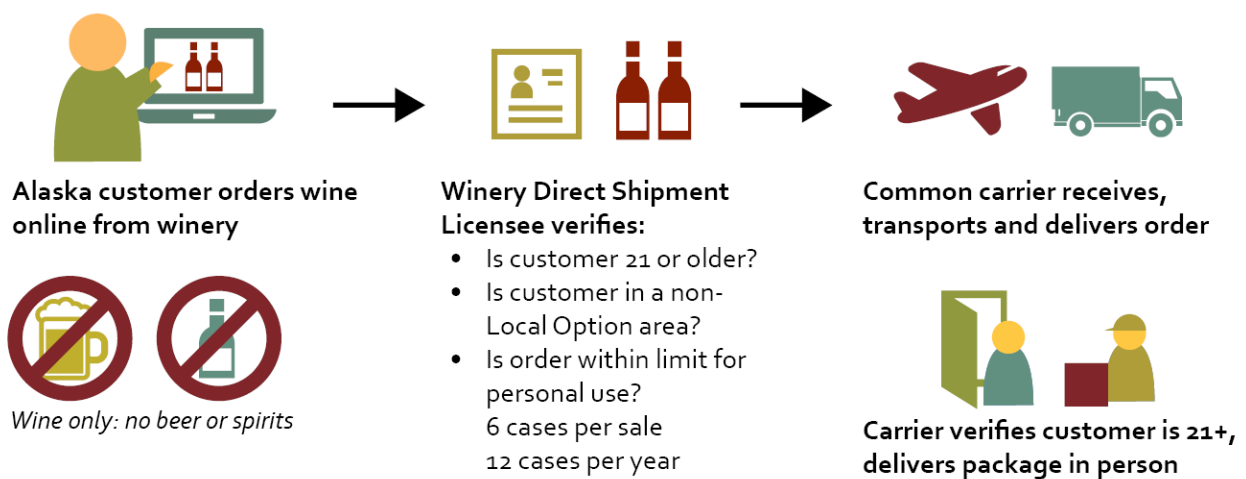 Alaska customer orders wine
online from winery
Wine only: no beer or spirits
Winery Direct Shipment
Licensee verifies:
• Is customer 21 or older?
• Is customer in a non-
Local Option area?
• Is order within limit for
personal use?
6 cases per sale
12 cases per year
Common carrier receives,
transports and delivers order
Carrier verifies customer is 21+,
delivers package in person